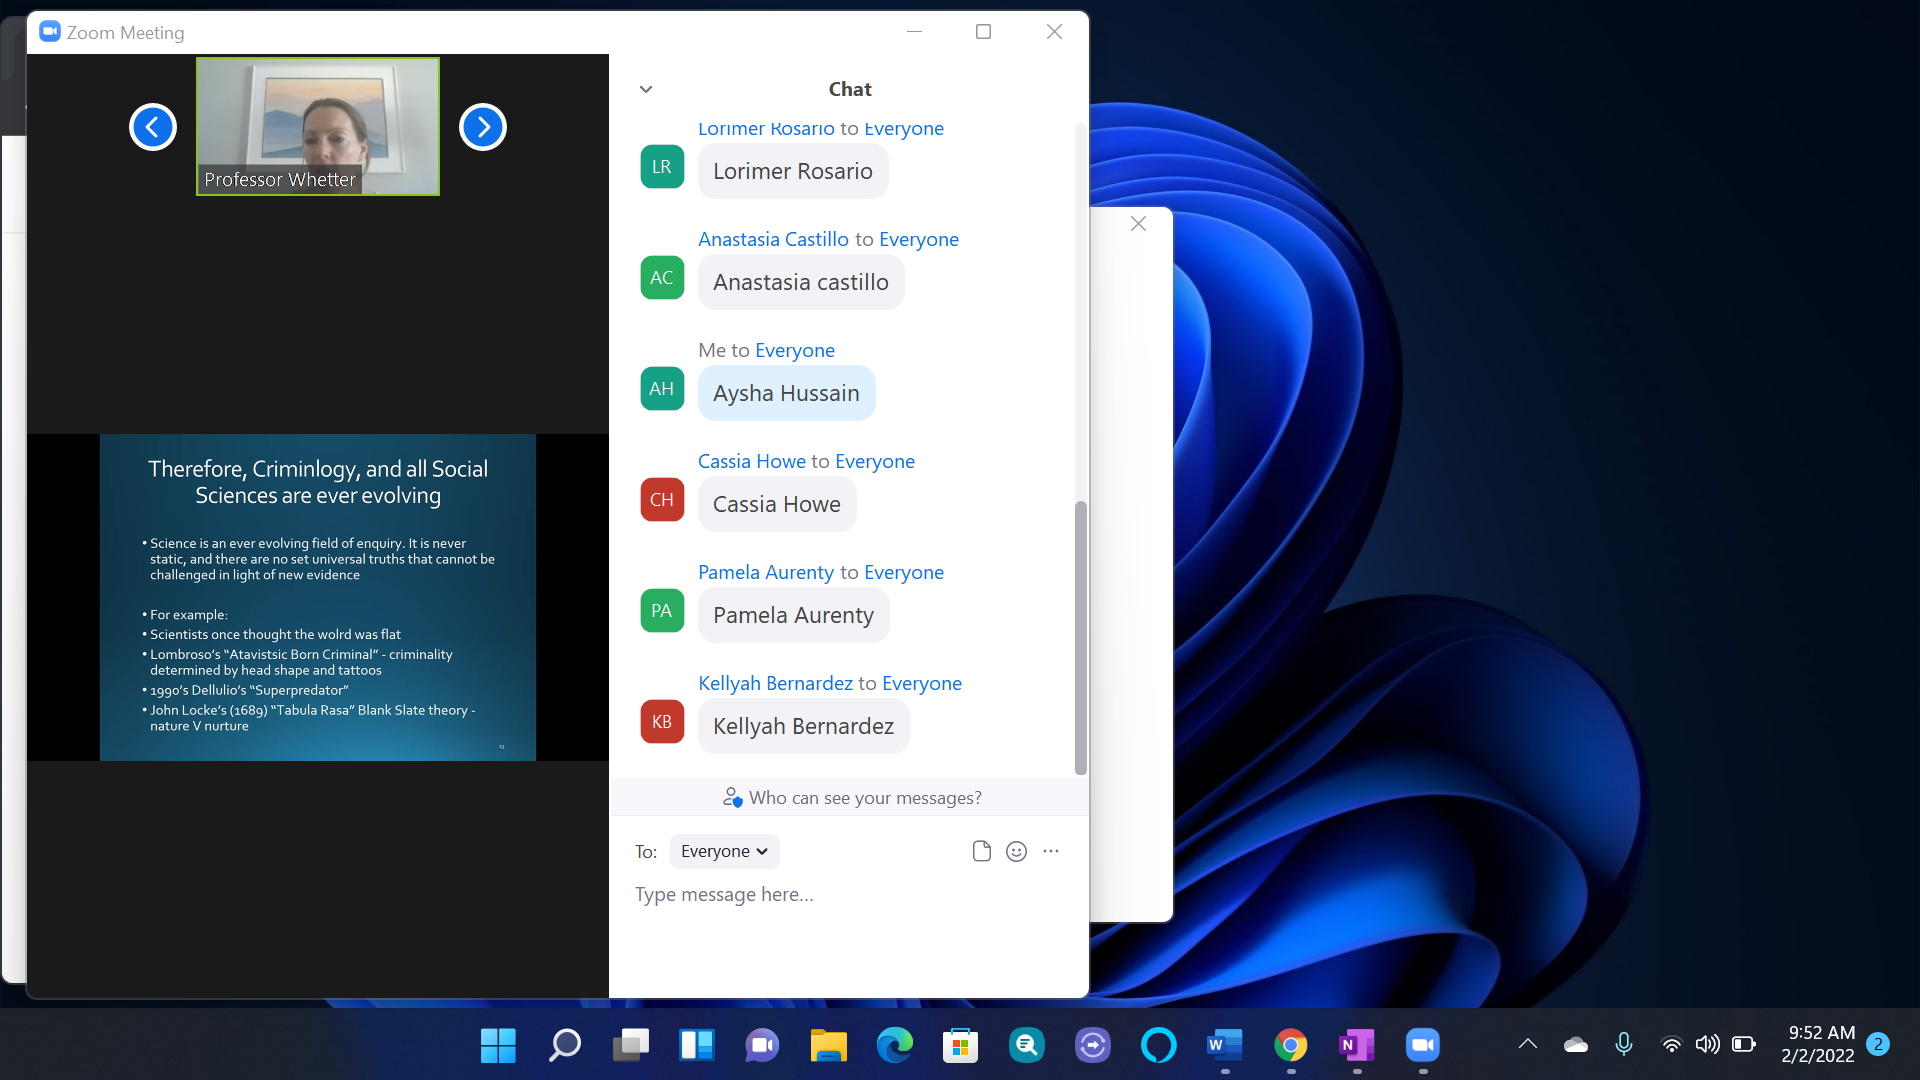 Zoom Meeting
Professor Whetter
Therefore, Criminlogy, and all Social
Sciences are ever evolving
• Science is an ever evolving field of enquiry. It is never
static, and there are no set universal truths that cannot be
challenged in light of new evidence
• For example:
• Scientists once thought the wolrd was flat
• Lombroso's “Atavistsic Born Criminal” - criminality
determined by head shape and tattoos
• 1990's Dellulio's “Superpredator”
• John Locke's (1689) “Tabula Rasa” Blank Slate theory -
nature V nurture
13
Chat
Lorimer Rosario to Everyone
LR
Lorimer Rosario
Anastasia Castillo to Everyone
AC
Anastasia castillo
Me to Everyone
AH
Aysha Hussain
Cassia Howe to Everyone
CH
Cassia Howe
Pamela Aurenty to Everyone
PA
Pamela Aurenty
Kellyah Bernardez to Everyone
KB
Kellyah Bernardez
Who can see your messages?
To: Everyone
Type message here...
W
N
9:52 AM
2/2/2022
2